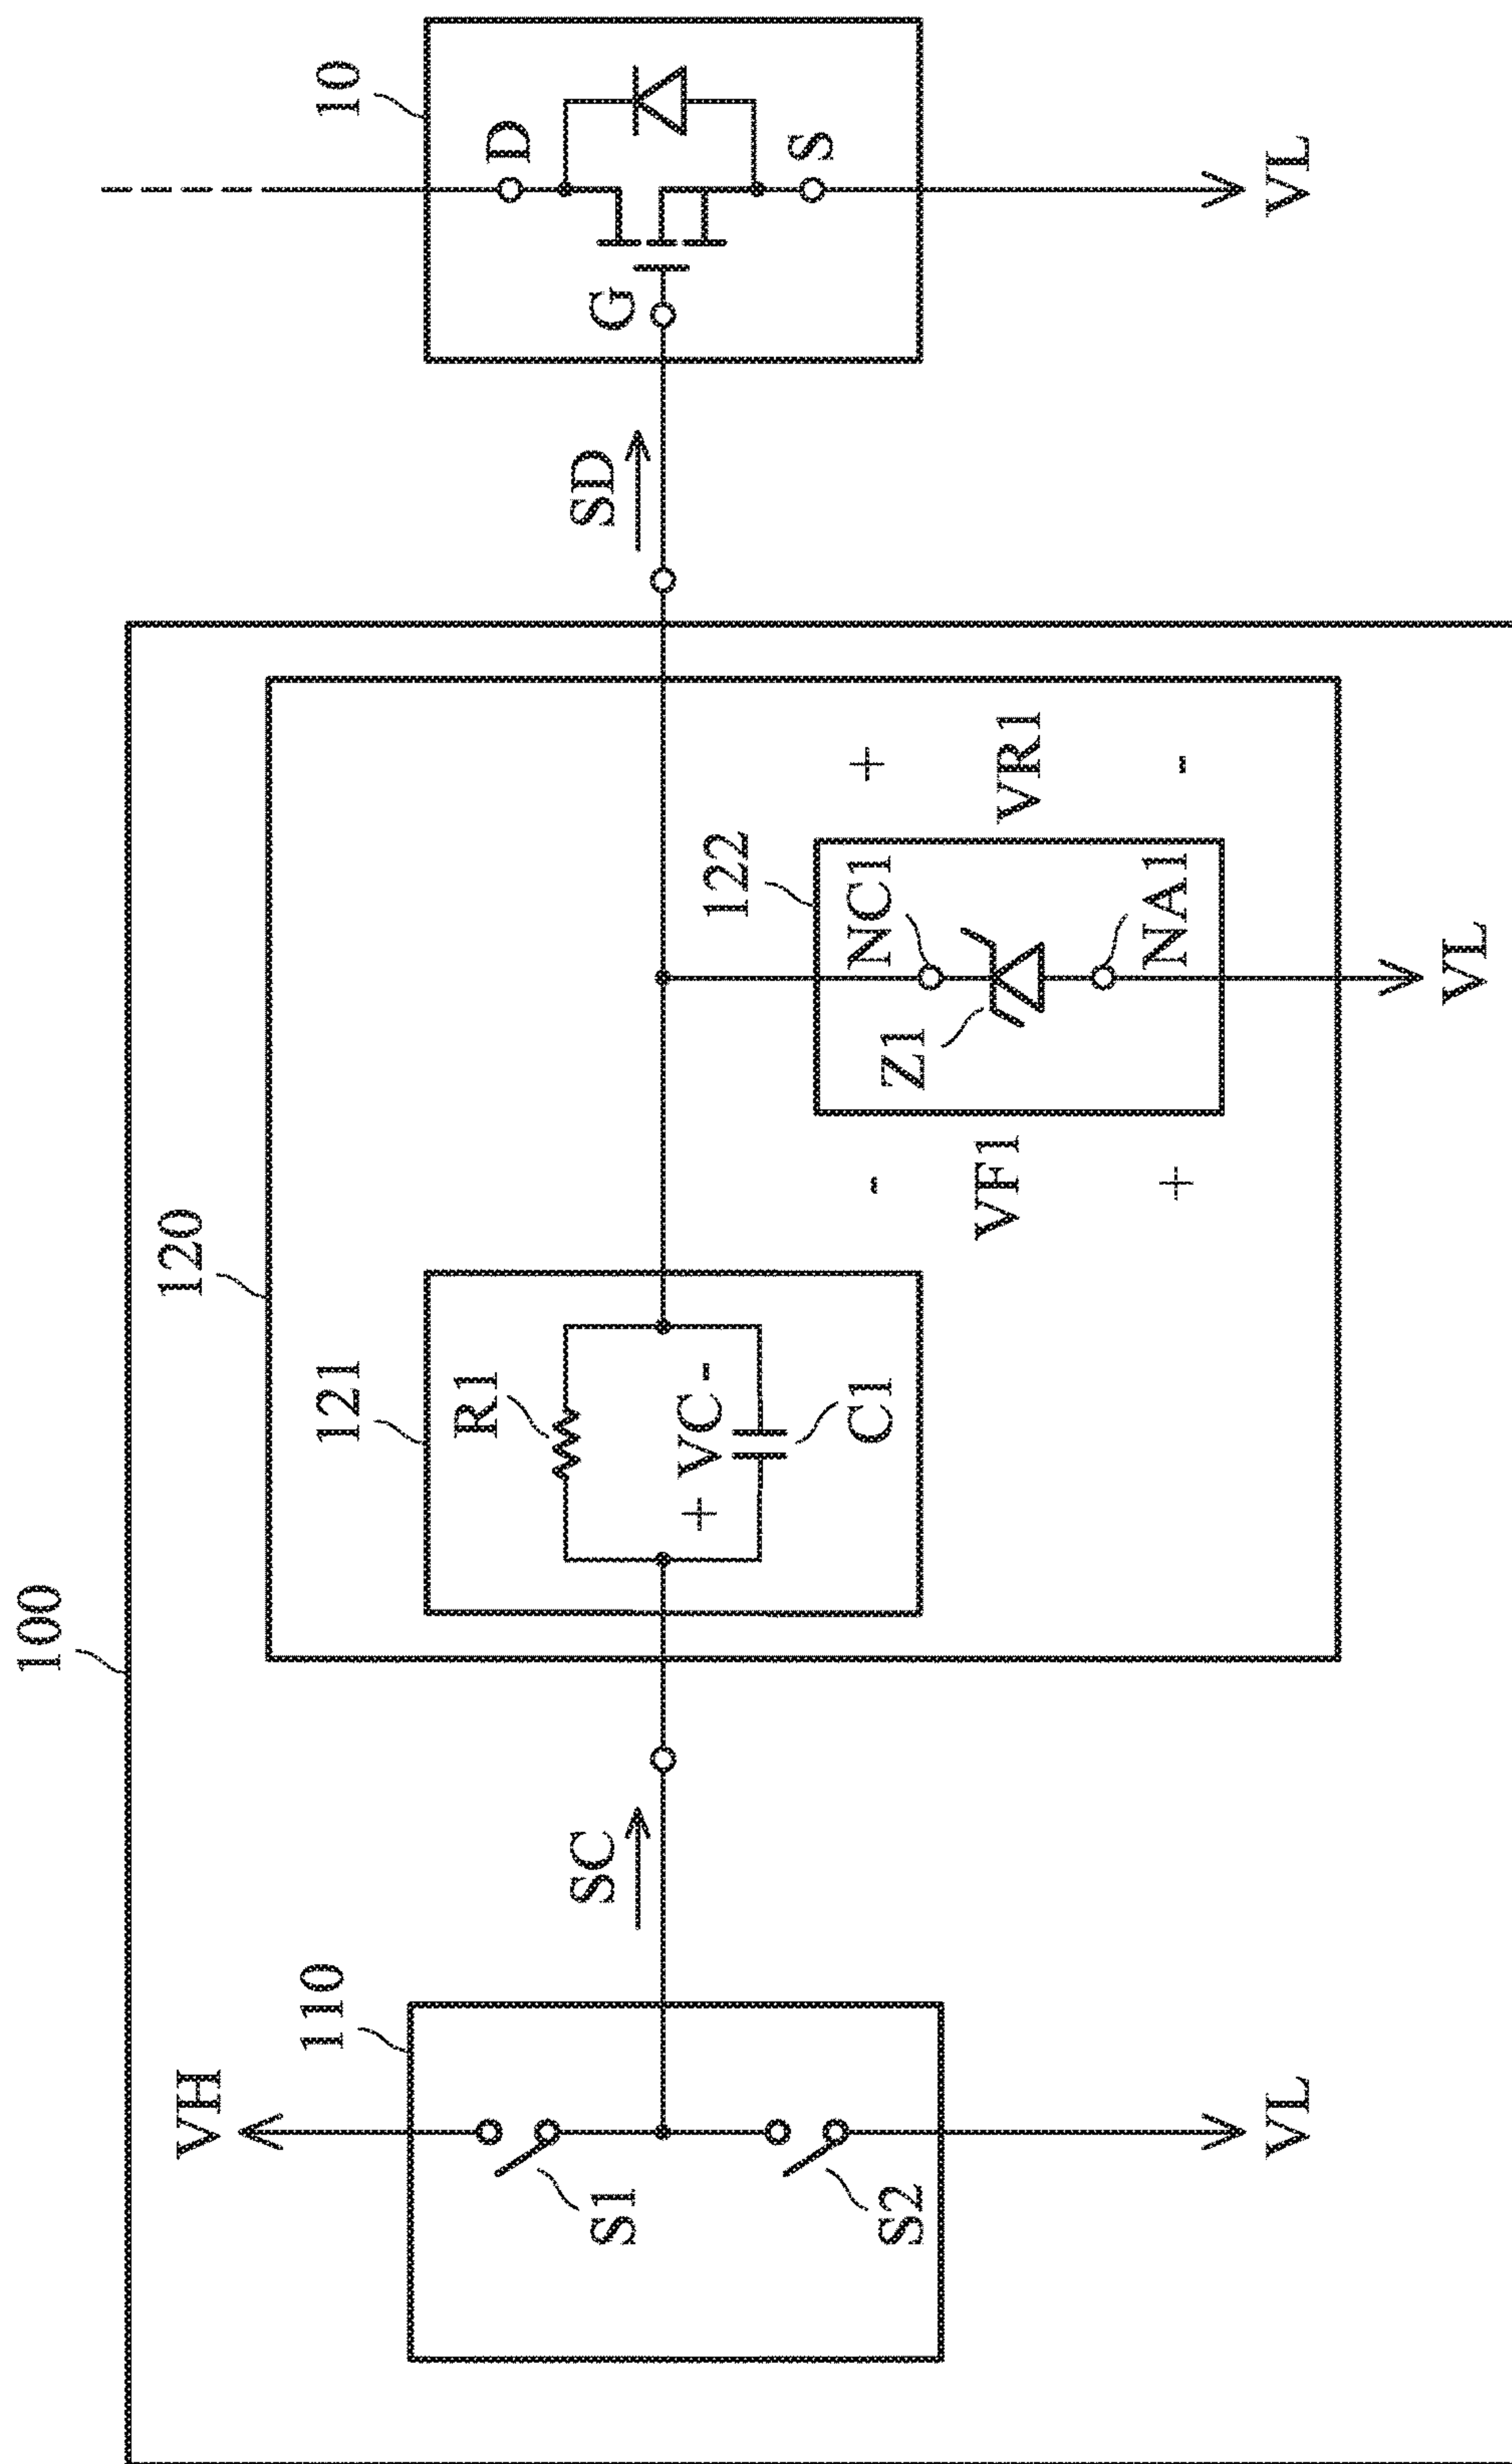 100
120
121
10
VH
110
R1
D
SC
SD
G
S1
+ VC -
122
S
S2
C1
Z1
NC1
+
-
VF1
VR1
+
NA1
-
VL
VL
VL